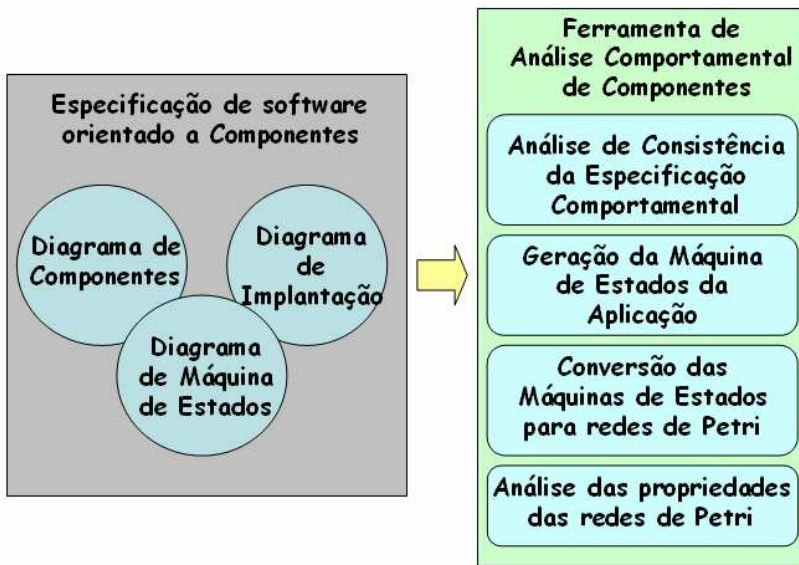 Especificação de software
orientado a Componentes
Diagrama de
Componentes
Diagrama
de
Implantação
Diagrama
de Máquina
de Estados
Ferramenta de
Análise Comportamental
de Componentes
Análise de Consistência
da Especificação
Comportamental
Geração da Máquina
de Estados da
Aplicação
Conversão das
Máquinas de Estados
para redes de Petri
Análise das propriedades
das redes de Petri